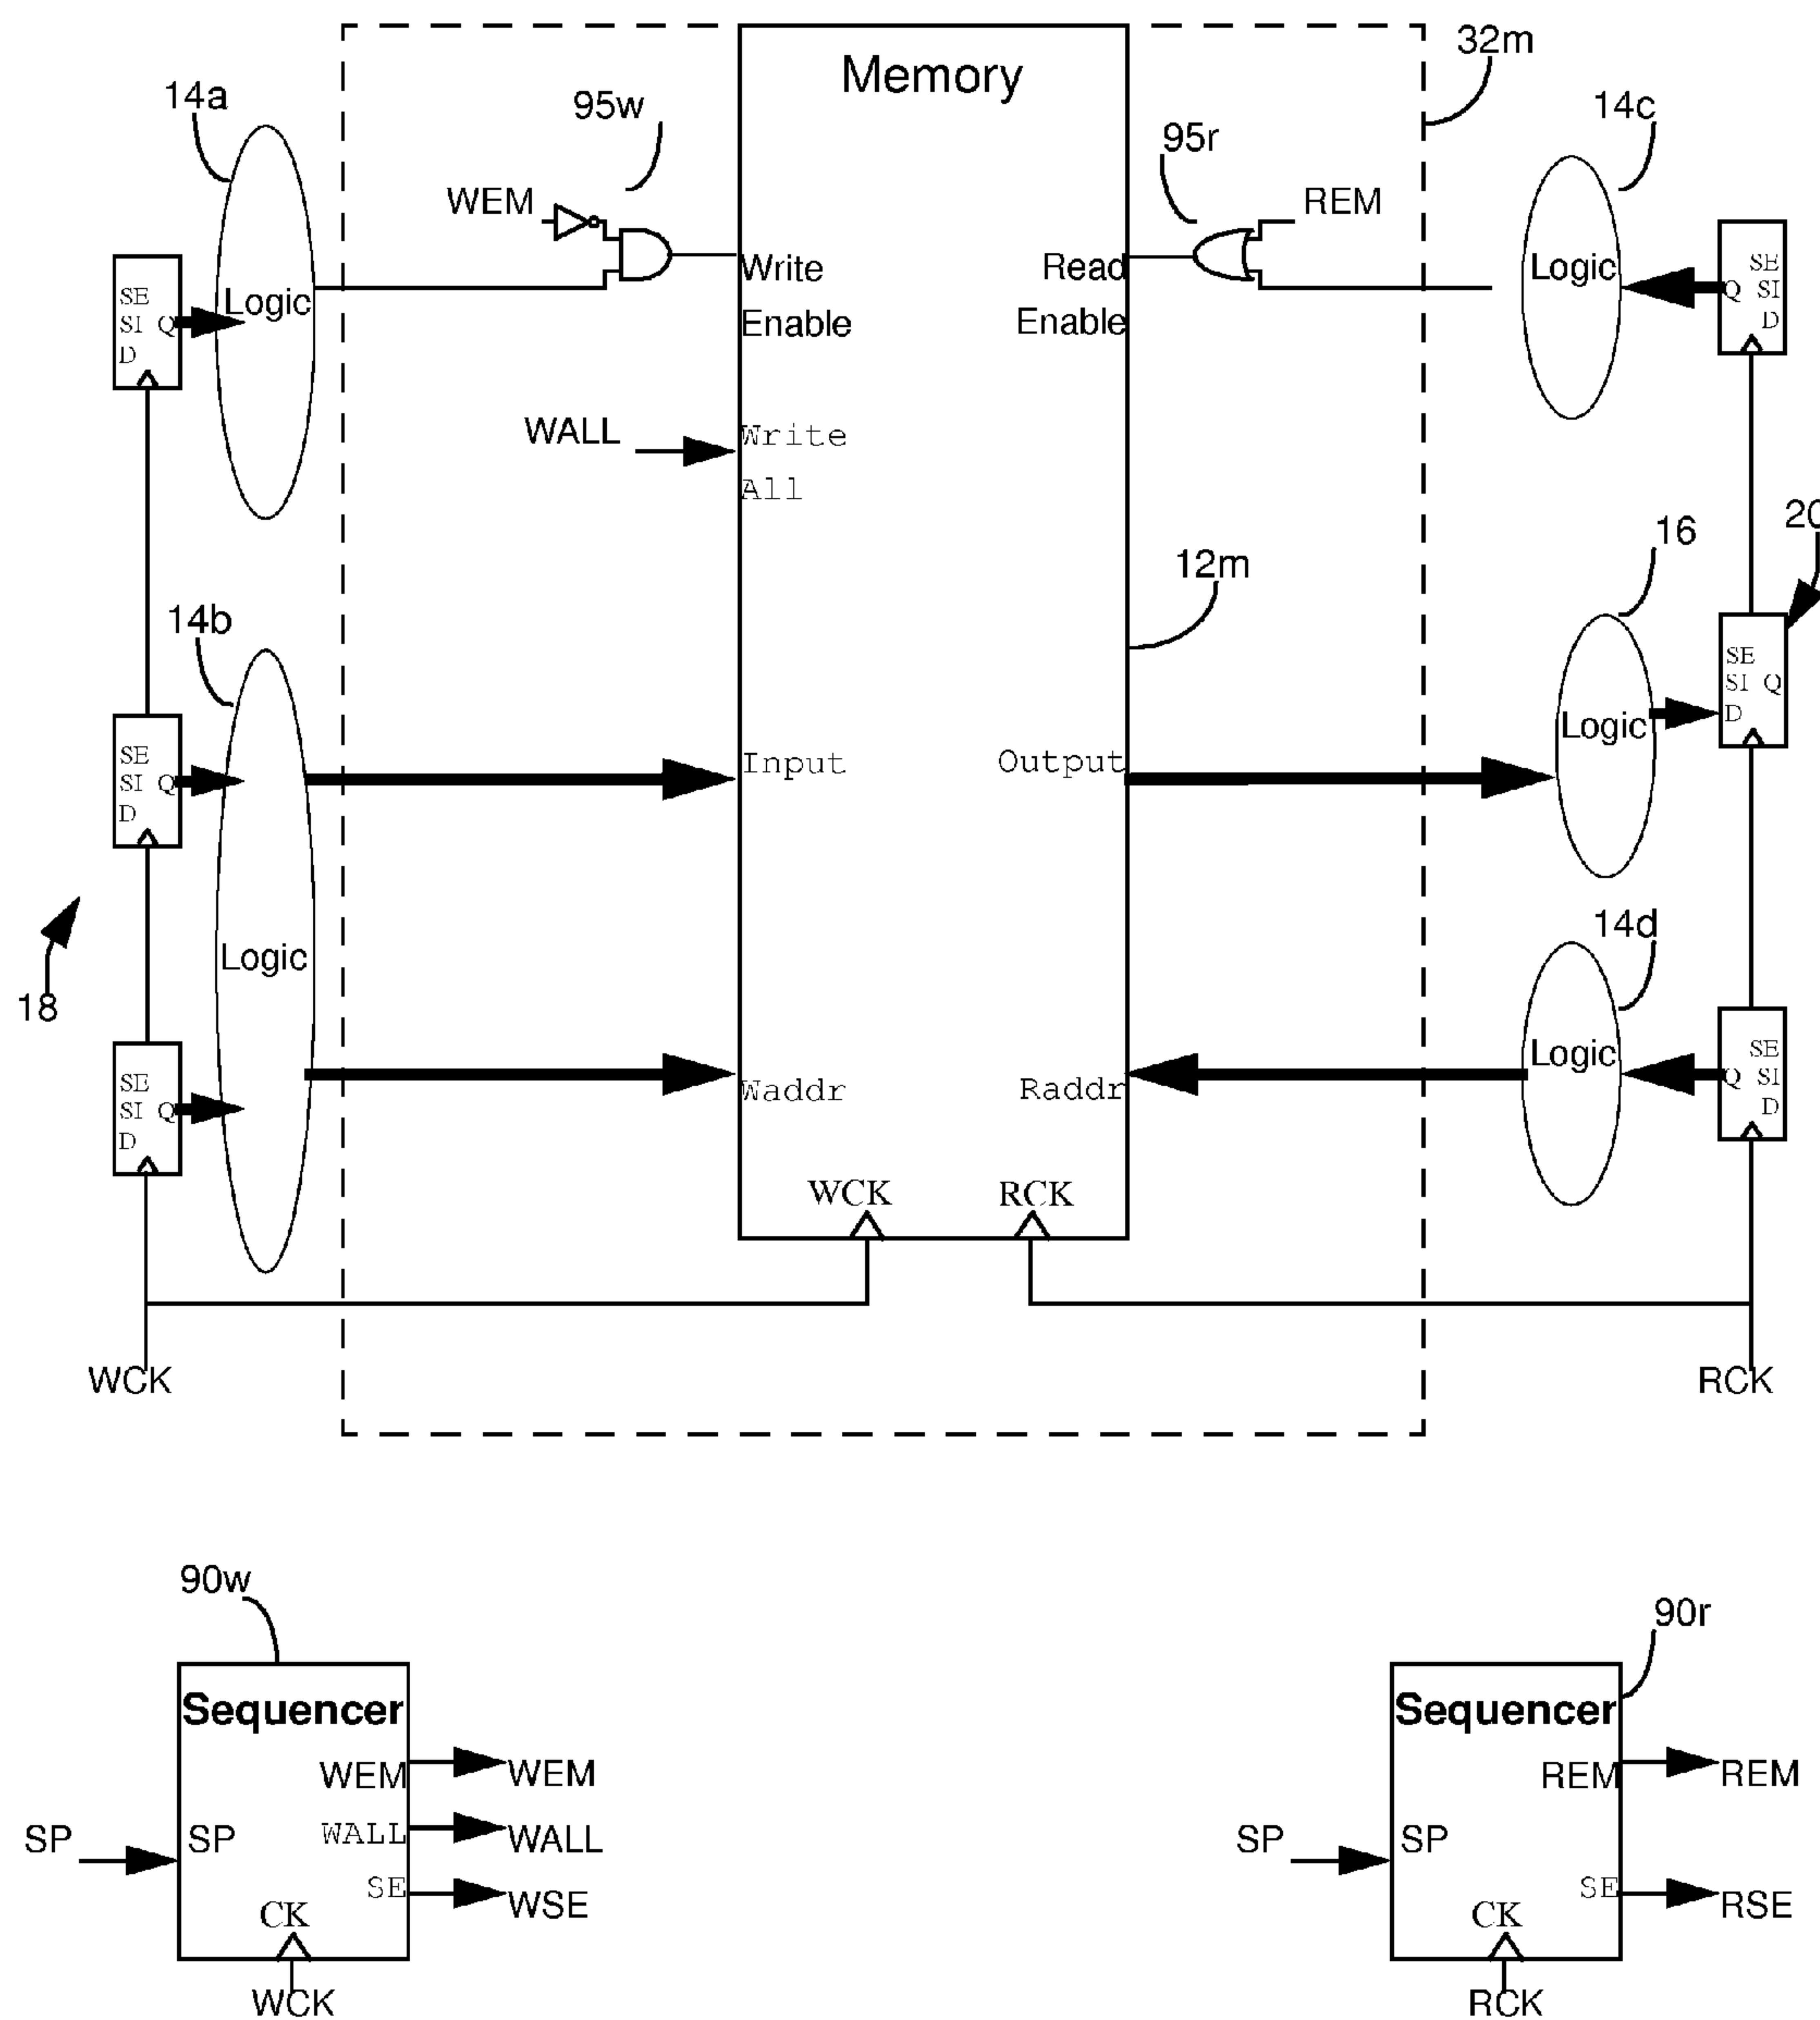 32m
Memory
14a
95w
95r
14c
WEM
REM
Write
Enable
Read
Enable
Logic
Logic
SE
SI Q
D
SE
Q SI
D
WALL
Write
All
20
16
12m
14b
SE
SI Q
D
Logic
SE
SI Q
D
Input
Output
14d
18
Logic
Logic
SE
SI Q
D
Waddr
Raddr
SE
Q SI
D
WCK
RCK
WCK
RCK
90w
90r
Sequencer
WEM
WEM
SP
SP
WALL
WALL
SE
WSE
CK
WCK
Sequencer
REM
REM
SP
SP
SE
RSE
CK
RCK